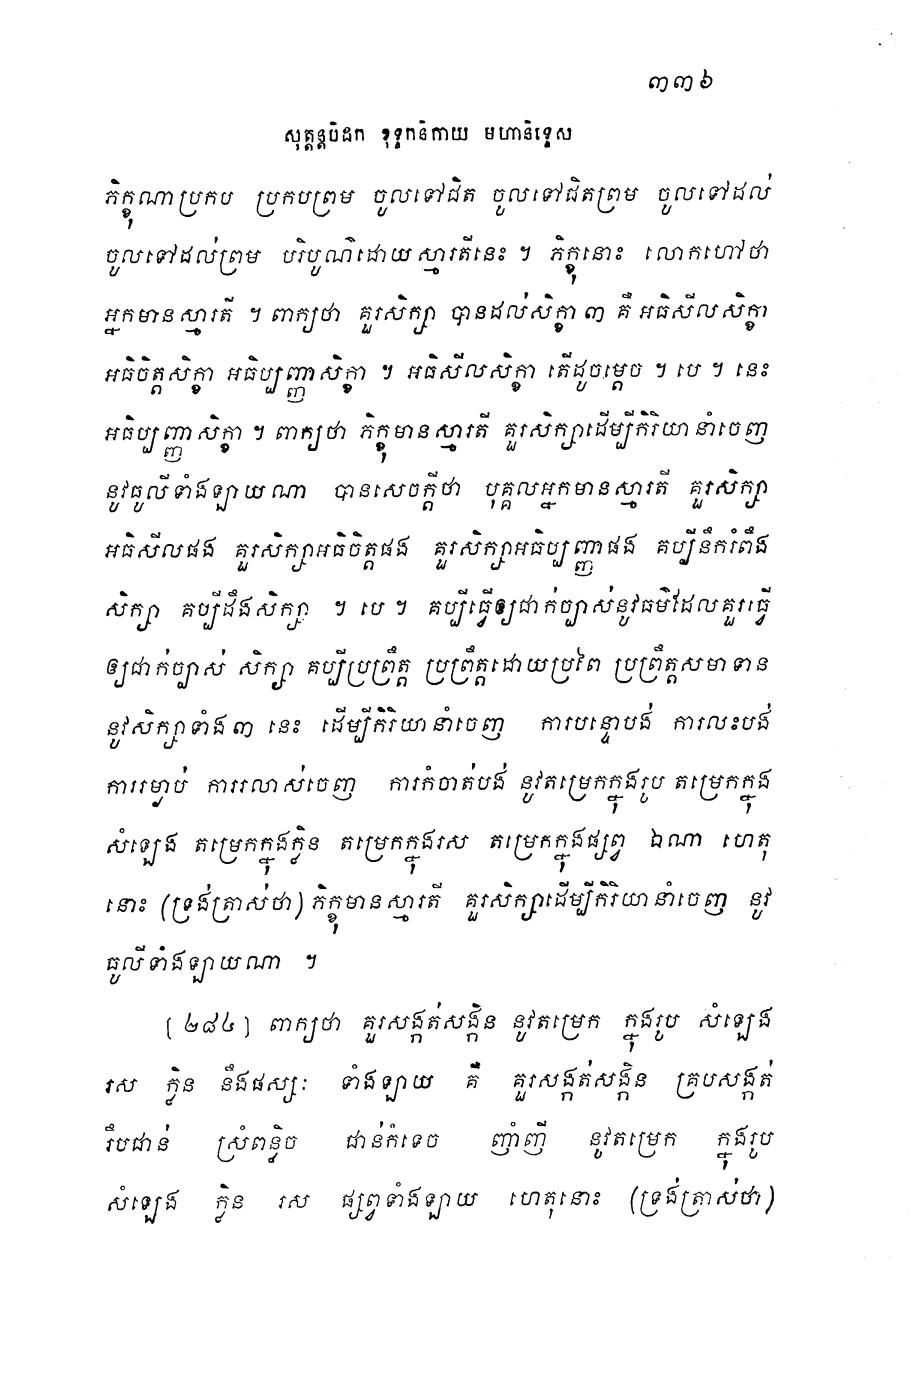 ៣៣៦
សុត្តន្តបិដក ខុទ្ទកនិកាយ មហានិទ្ទេស
ភិក្ខុណាប្រកប ប្រកបព្រម ចូលទៅជិត ចូលទៅជិតព្រម ចូលទៅដល់
ចូលទៅដល់ព្រម បរិបូណ៌ដោយស្មារតីនេះ ។ ភិក្ខុនោះ លោកហៅថា
អ្នកមានស្មារតី ។ ពាក្យថា គួរសិក្សា បានដល់សិក្ខា ៣ គឺ អធិសីលសិក្ខា
អធិចិត្តសិក្ខា អធិប្បញ្ញាសិក្ខា ។ អធិសីលសិក្ខា តើដូចម្តេច ។ បេ ។ នេះ
អធិប្បញ្ញាសិក្ខា ។ ពាក្យថា ភិក្ខុមានស្មារតី គួរសិក្សាដើម្បីកិរិយានាំចេញ
នូវធូលីទាំងឡាយណា បានសេចក្តីថា បុគ្គលអ្នកមានស្មារតី គួរសិក្សា
អធិសីលផង គួរសិក្សាអធិចិត្តផង គួរសិក្សាអធិប្បញ្ញាផង គប្បីនឹករំពឹង
សិក្សា គប្បីដឹងសិក្សា ។ បេ ។ គប្បីធ្វើឲ្យជាក់ច្បាស់នូវធម៌ដែលគួរធ្វើ
ឲ្យជាក់ច្បាស់ សិក្សា គប្បីប្រព្រឹត្ត ប្រព្រឹត្តដោយប្រពៃ ប្រព្រឹត្តសមាទាន
នូវសិក្សាទាំង៣ នេះ ដើម្បីកិរិយានាំចេញ ការបន្ទោបង់ ការលះបង់
ការរម្ងាប់ ការរលាស់ចេញ ការកំចាត់បង់ នូវតម្រេកក្នុងរូប តម្រេកក្នុង
សំឡេង តម្រេកក្នុងក្លិន តម្រេកក្នុងរស តម្រេកក្នុងផ្សព្វ ឯណា ហេតុ
នោះ (ទ្រង់ត្រាស់ថា) ភិក្ខុមានស្មារតី គួរសិក្សាដើម្បីកិរិយានាំចេញ នូវ
ធូលីទាំងឡាយណា ។
(២៨៤) ពាក្យថា គួរសង្កត់សង្កិន នូវតម្រេក ក្នុងរូប សំឡេង
រស ក្លិន នឹងផស្សៈ ទាំងឡាយ គឺ គួរសង្កត់សង្កិន គ្របសង្កត់
រឹបជាន់ ស្រំពន្ធិច ជាន់កំទេច ញាំញី នូវតម្រេក ក្នុងរូប
សំឡេង ក្លិន រស ផ្សព្វទាំងឡាយ ហេតុនោះ (ទ្រង់ត្រាស់ថា)